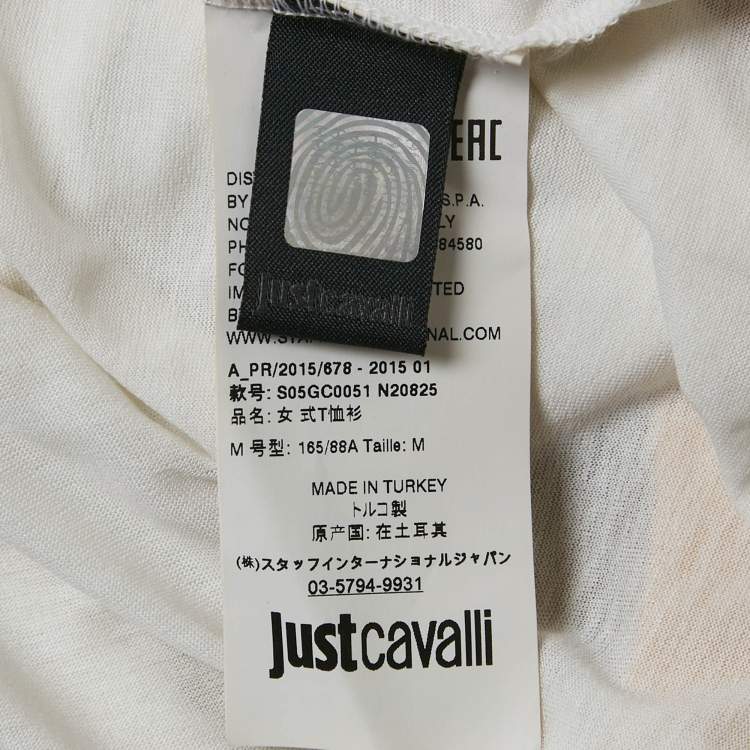 EAC
DIS
BY S.P.A.
NO LY
PH 84580
FO
IM TED
B
WWW.STA NAL.COM
justcavalli
A_PR/2015/678 - 2015 01
款号: S05GC0051 N20825
品名: 女 式T恤衫
M 号型: 165/88A Taille: M
MADE IN TURKEY
トルコ製
原产国: 在土耳其
(株)スタッフインターナショナルジャパン
03-5794-9931
justcavalli